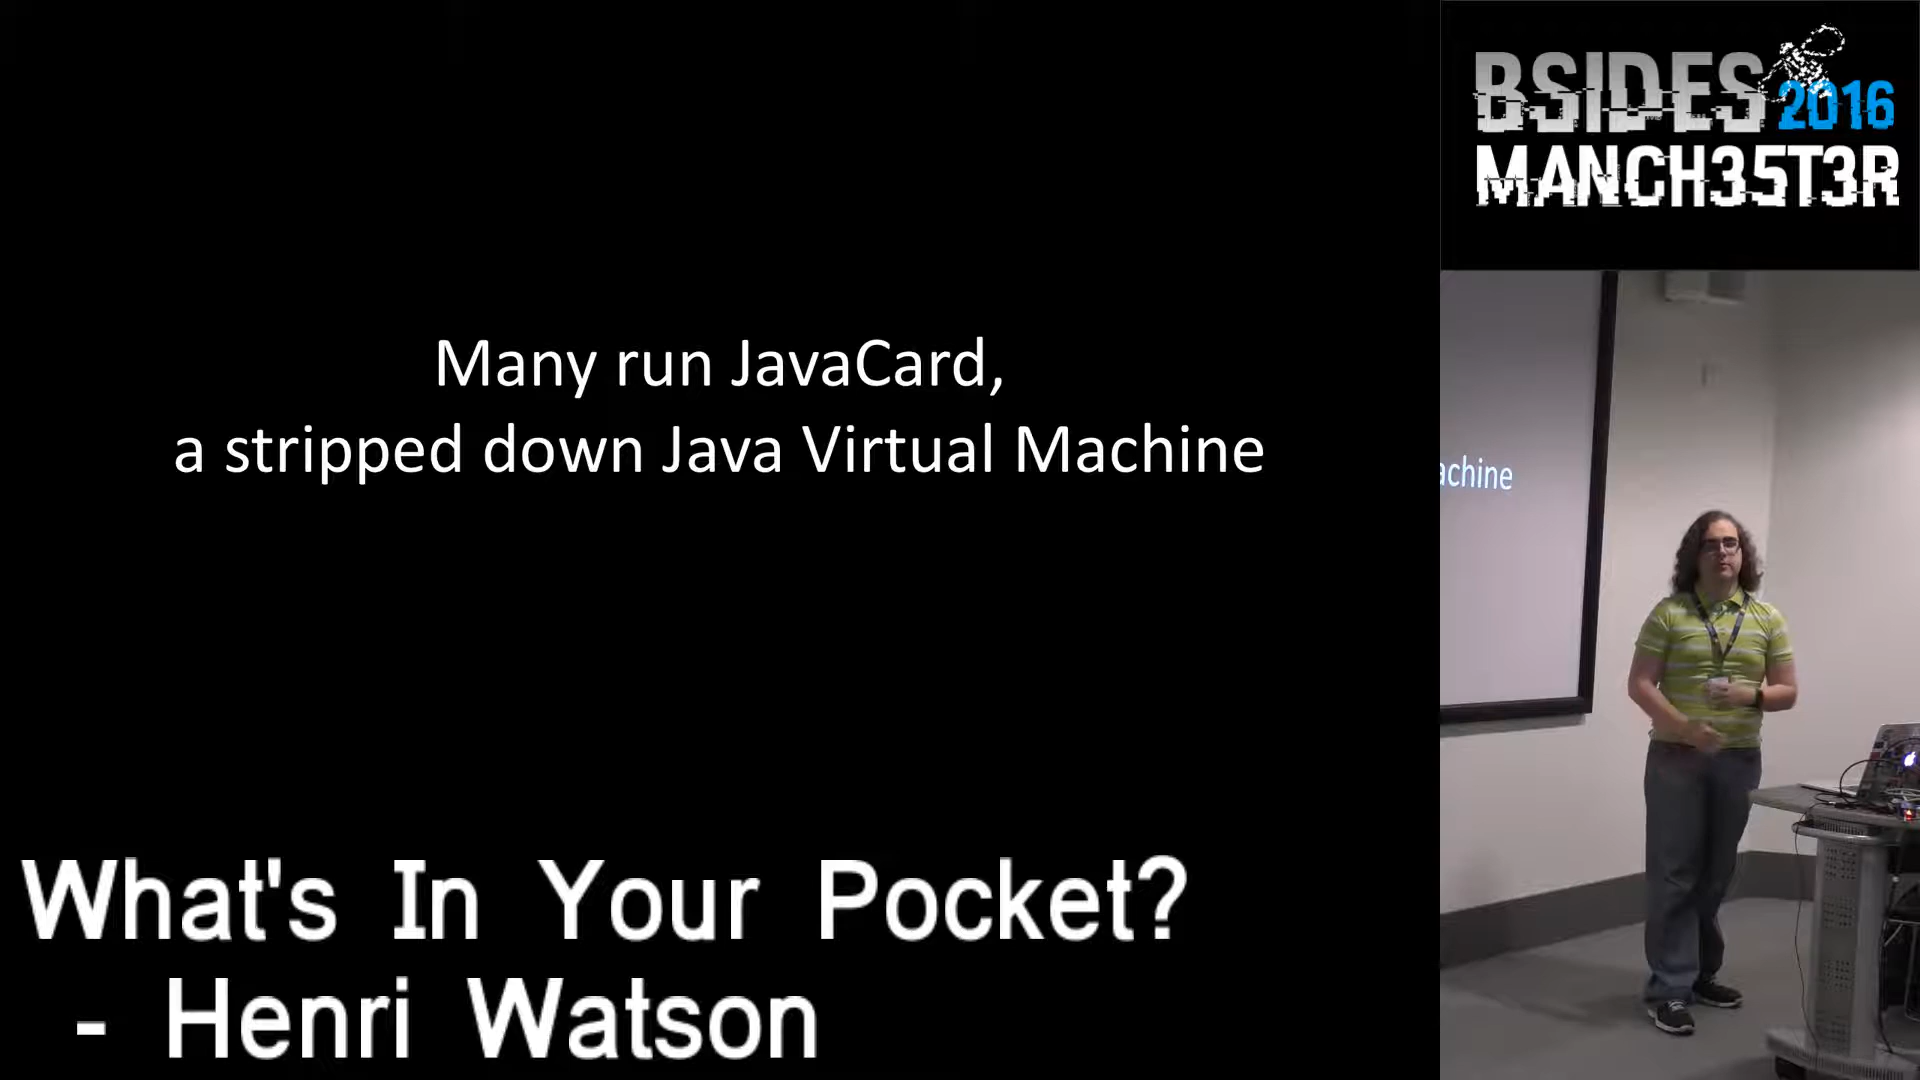 BSIDES 2016
MANCH35T3R
Many run JavaCard,
a stripped down Java Virtual Machine
achine
What's In Your Pocket?
- Henri Watson